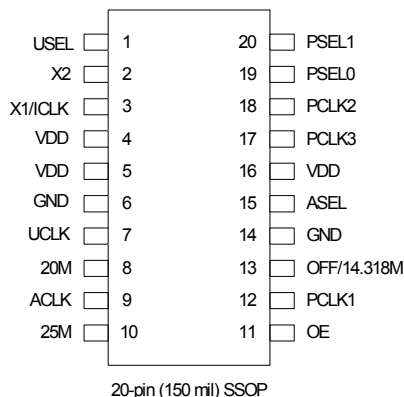 USEL 1 20 PSEL1
X2 2 19 PSEL0
X1/ICLK 3 18 PCLK2
VDD 4 17 PCLK3
VDD 5 16 VDD
GND 6 15 ASEL
UCLK 7 14 GND
20M 8 13 OFF/14.318M
ACLK 9 12 PCLK1
25M 10 11 OE
20-pin (150 mil) SSOP